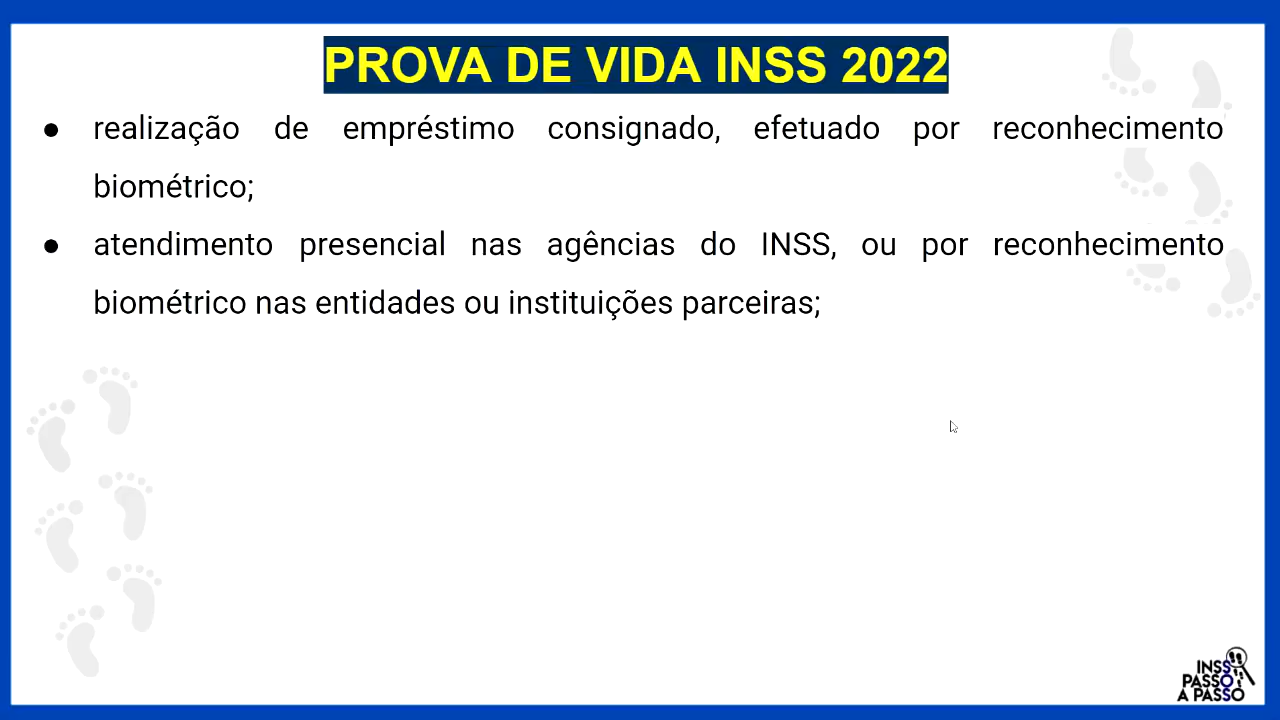 PROVA DE VIDA INSS 2022
● realização de empréstimo consignado, efetuado por reconhecimento
biométrico;
● atendimento presencial nas agências do INSS, ou por reconhecimento
biométrico nas entidades ou instituições parceiras;
INSS
PASSO
A PASSO